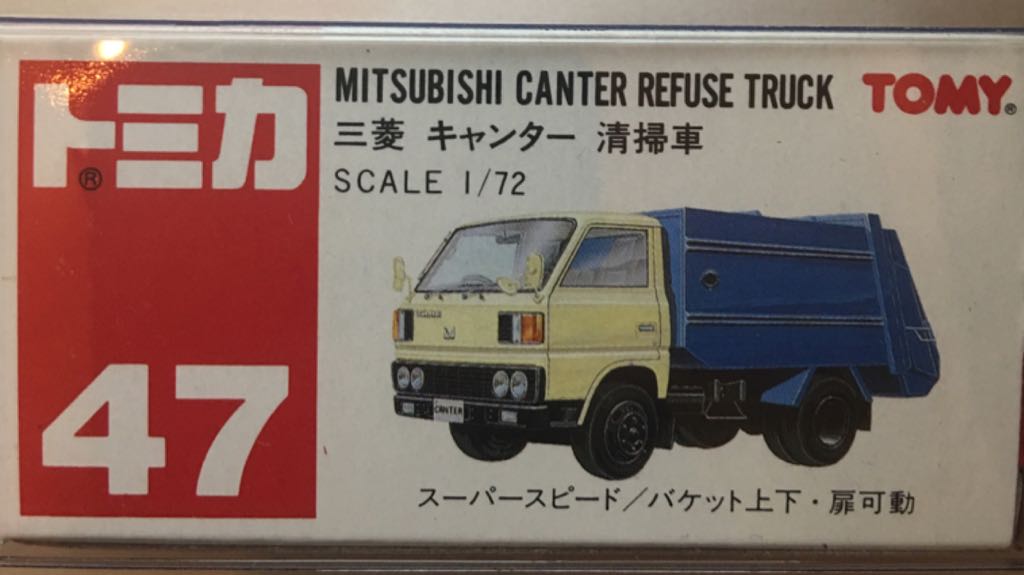 トミカ®
47
MITSUBISHI CANTER REFUSE TRUCK
TOMY®
三菱 キャンター 清掃車
SCALE 1/72
CANTER
スーパースピード/バケット上下・扉可動